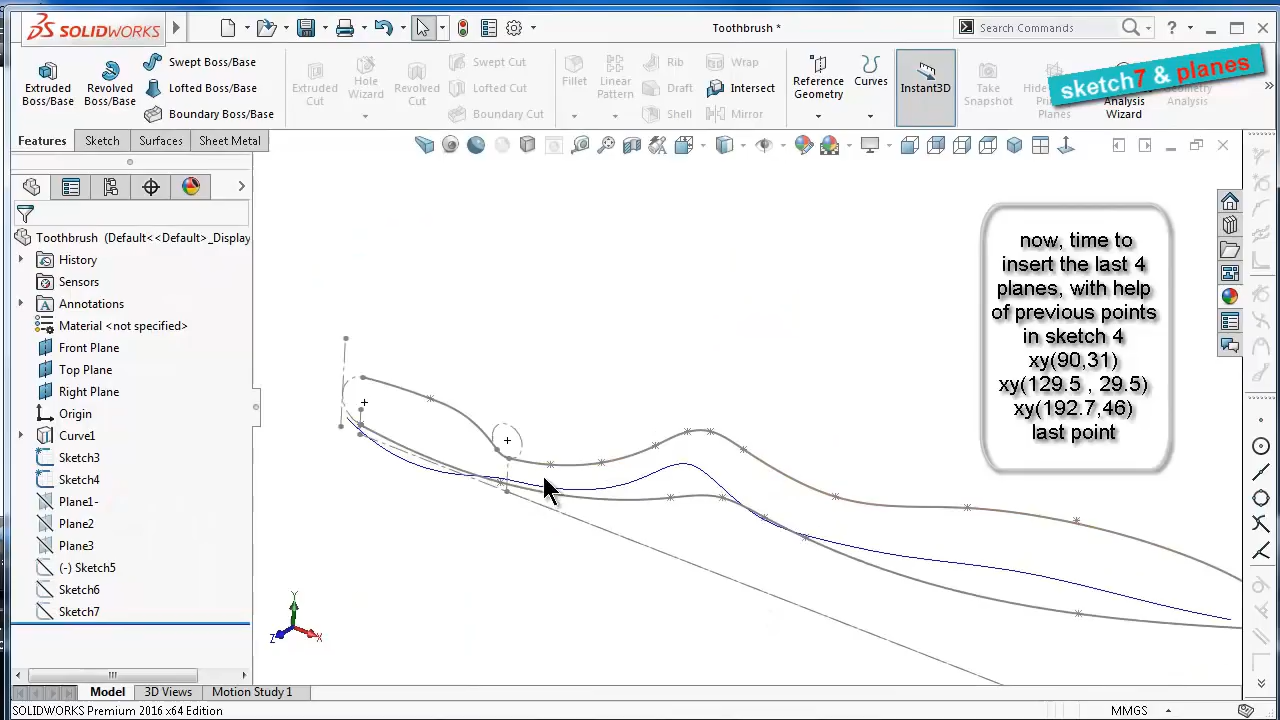 SOLIDWORKS
Toothbrush *
Search Commands
sketch7 & planes
Extruded Boss/Base
Revolved Boss/Base
Swept Boss/Base
Lofted Boss/Base
Boundary Boss/Base
Extruded Cut
Hole Wizard
Revolved Cut
Swept Cut
Lofted Cut
Boundary Cut
Fillet
Linear Pattern
Rib
Draft
Shell
Wrap
Intersect
Mirror
Reference Geometry
Curves
Instant3D
Take Snapshot
Analysis Wizard
Features
Sketch
Surfaces
Sheet Metal
Toothbrush (Default<<Default>_Display
History
Sensors
Annotations
Material <not specified>
Front Plane
Top Plane
Right Plane
Origin
Curve1
Sketch3
Sketch4
Plane1-
Plane2
Plane3
(-) Sketch5
Sketch6
Sketch7
now, time to
insert the last 4
planes, with help
of previous points
in sketch 4
xy(90,31)
xy(129.5 , 29.5)
xy(192.7,46)
last point
Y
Z
X
Model
3D Views
Motion Study 1
SOLIDWORKS Premium 2016 x64 Edition
MMGS